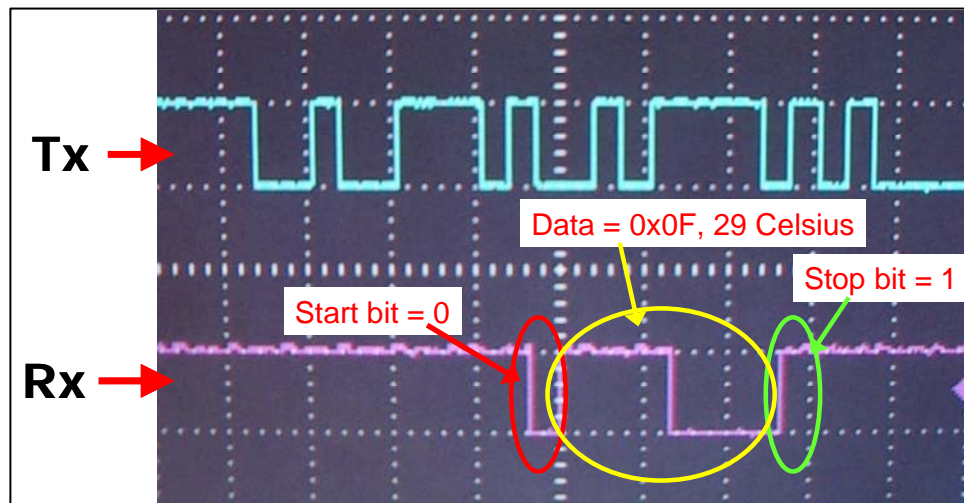 Tx
Data = 0x0F, 29 Celsius
Stop bit = 1
Start bit = 0
Rx